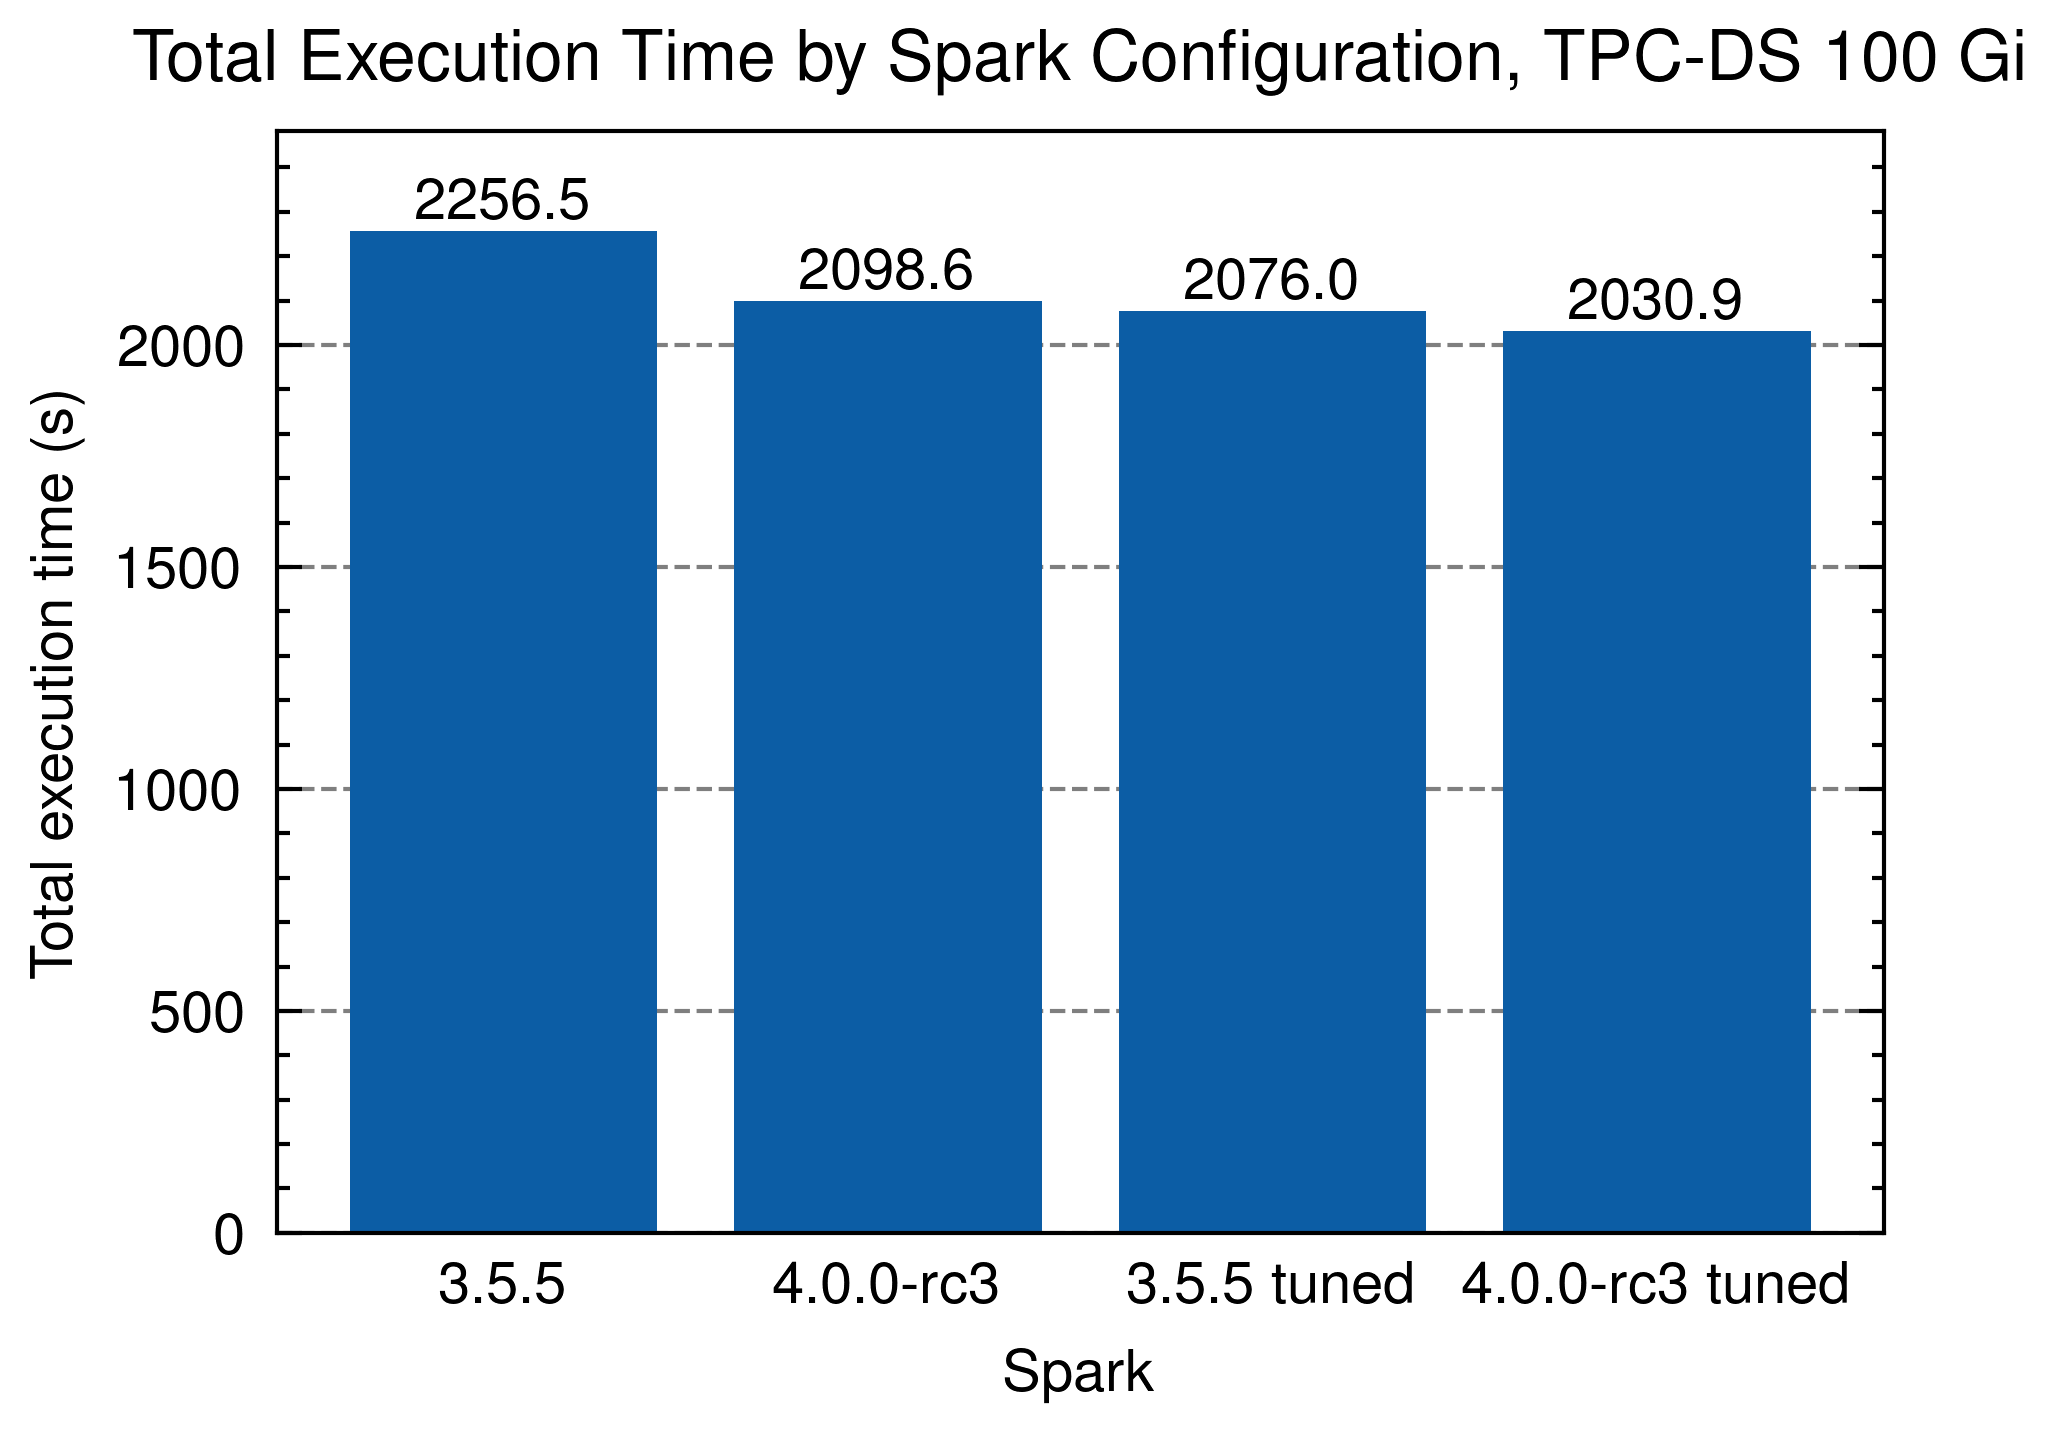 Total Execution Time by Spark Configuration, TPC-DS 100 Gi
2256.5
2098.6
2076.0
2030.9
Total execution time (s)
2000
1500
1000
500
0
3.5.5
4.0.0-rc3
3.5.5 tuned
4.0.0-rc3 tuned
Spark